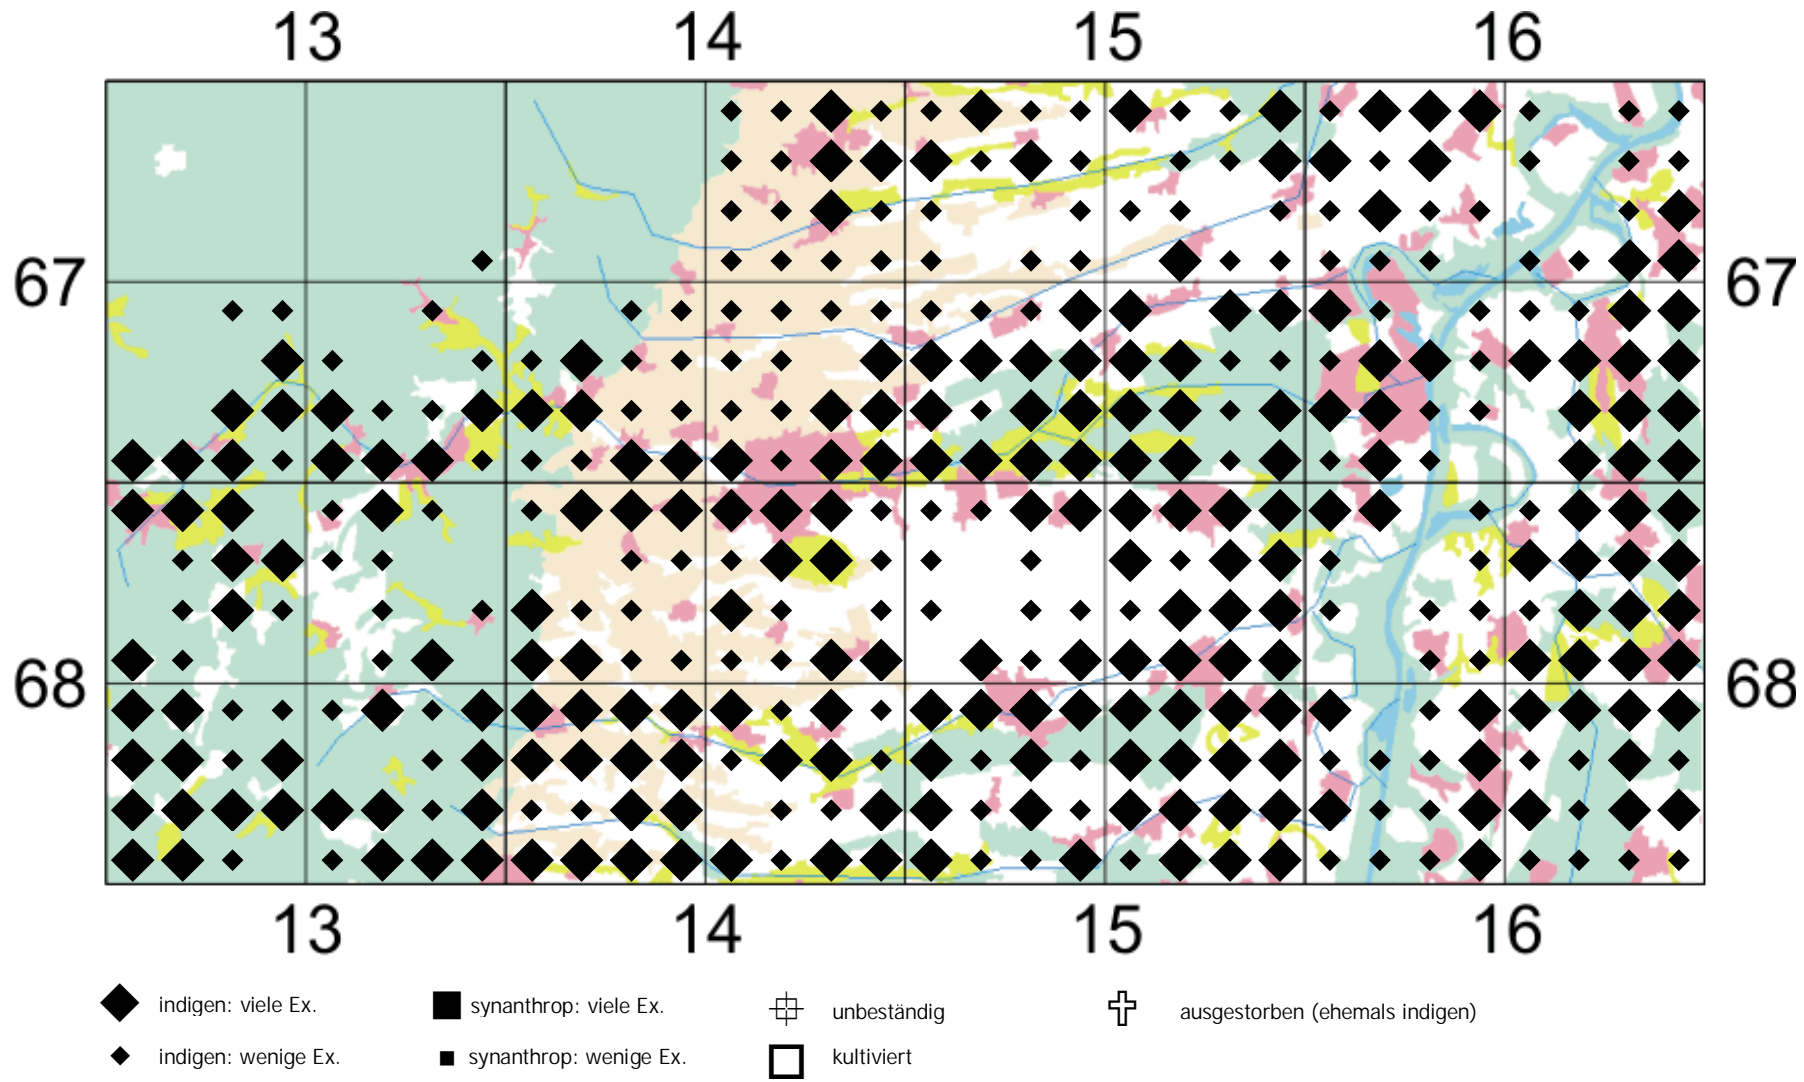 13 14 15 16
67 67
68 68
13 14 15 16
indigen: viele Ex. synanthrop: viele Ex. unbeständig ausgestorben (ehemals indigen)
indigen: wenige Ex. synanthrop: wenige Ex. kultiviert